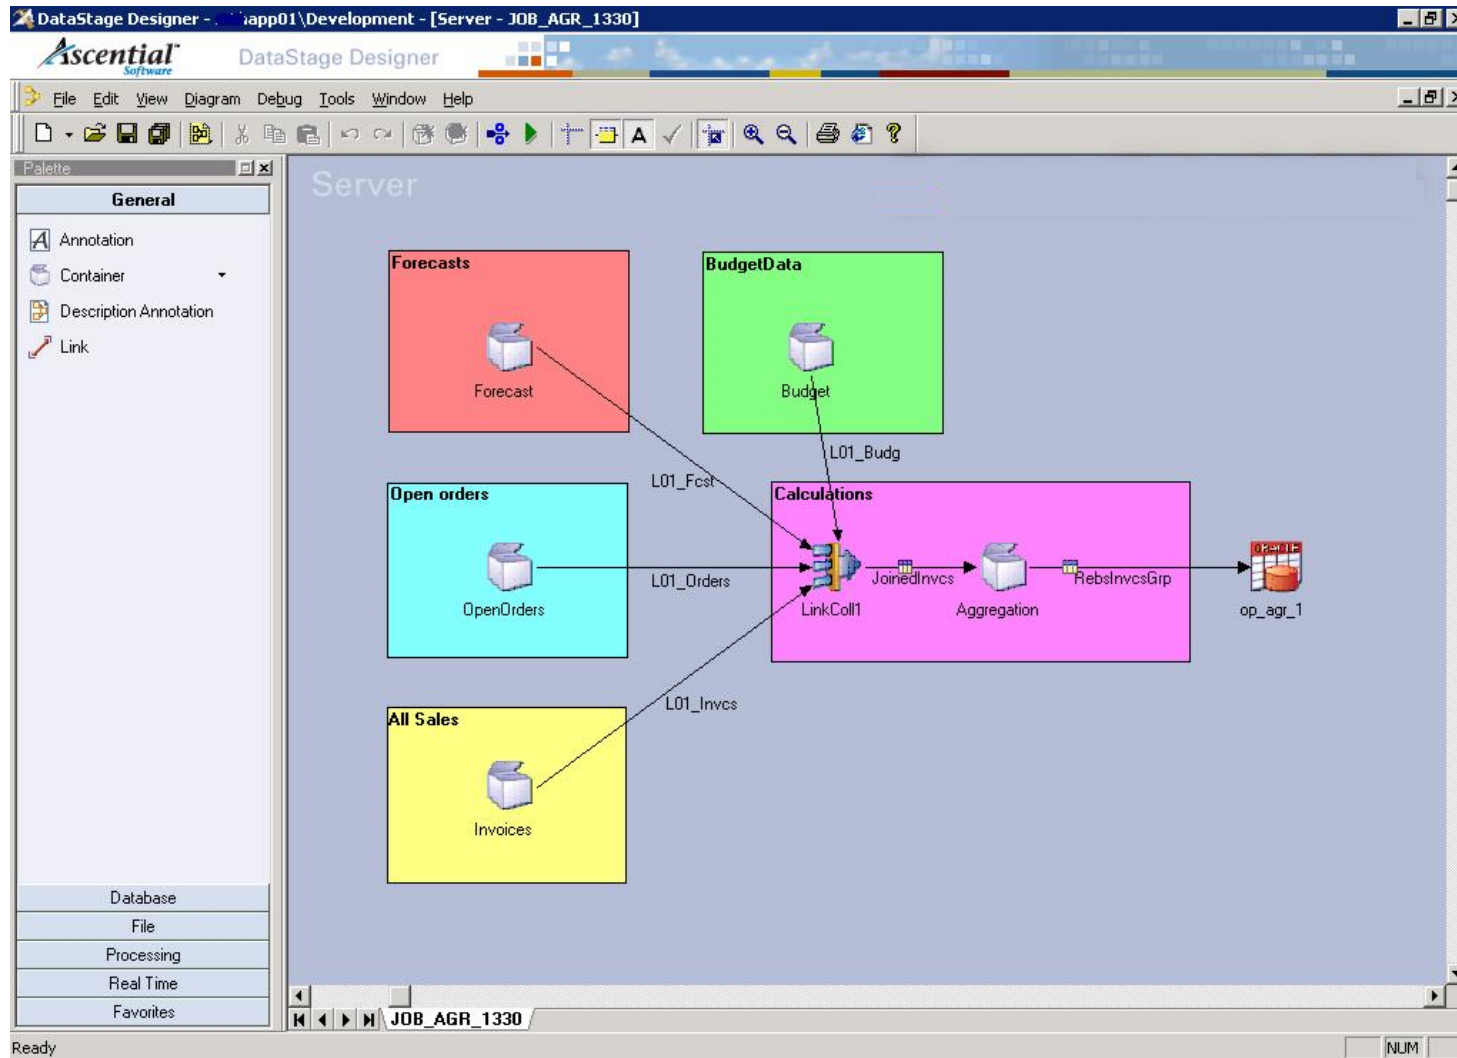 DataStage Designer - app01\Development - [Server - JOB_AGR_1330]
Ascential Software
DataStage Designer
File Edit View Diagram Debug Tools Window Help
Palette
General
Annotation
Container
Description Annotation
Link
Database
File
Processing
Real Time
Favorites
Server
Forecasts
Forecast
BudgetData
Budget
L01_Budg
L01_Fcst
Open orders
OpenOrders
L01_Orders
Calculations
LinkColl1
JoinedInvcs
Aggregation
RebsInvcsGrp
ORACLE
op_agr_1
L01_Invcs
All Sales
Invoices
JOB_AGR_1330
Ready
NUM